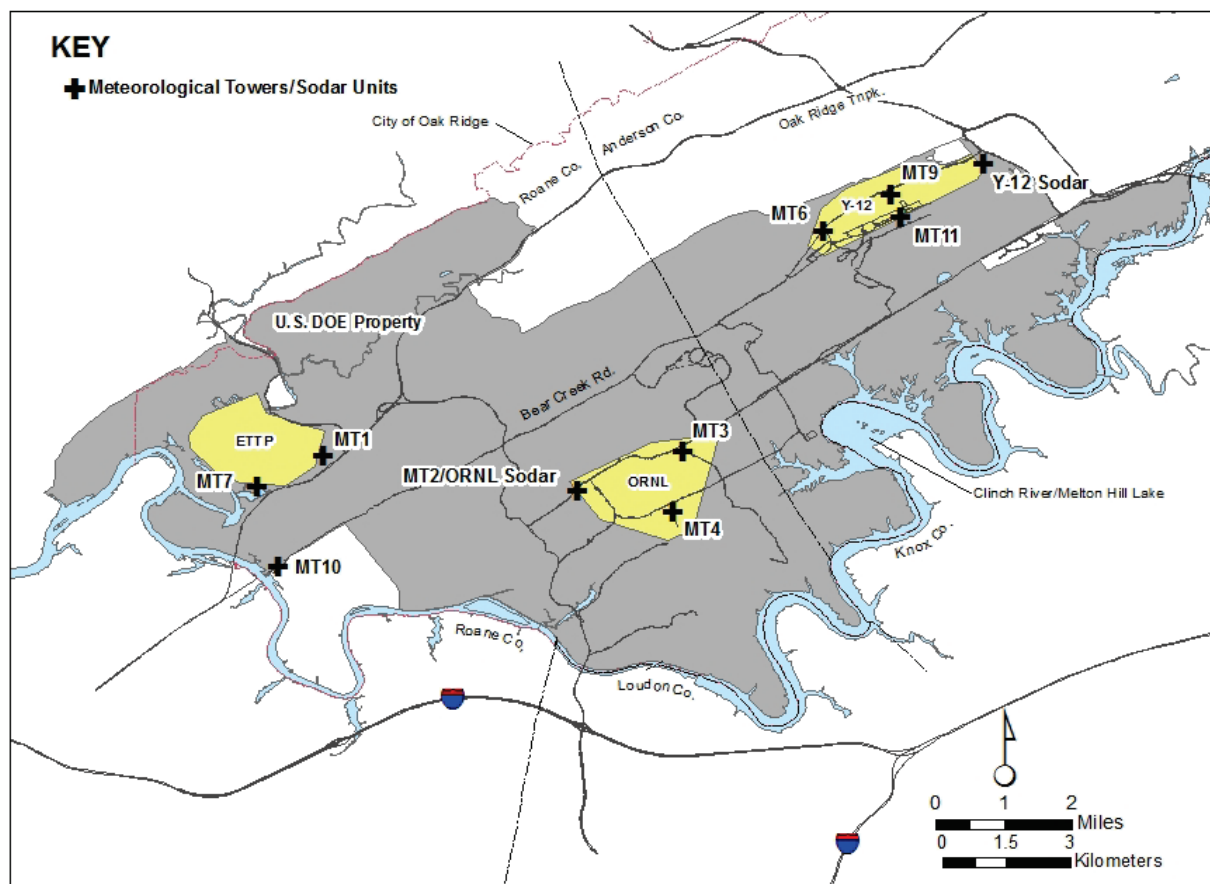 KEY
Meteorological Towers/Sodar Units
City of Oak Ridge
Roane Co.
Anderson Co.
Oak Ridge Tnpk.
MT9
Y-12 Sodar
Y-12
MT6
MT11
U.S. DOE Property
Bear Creek Rd.
ETTP
MT1
MT7
MT3
MT2/ORNL Sodar
ORNL
MT4
Clinch River/Melton Hill Lake
Knox Co.
MT10
Roane Co.
Loudon Co.
0 1 2
Miles
0 1.5 3
Kilometers